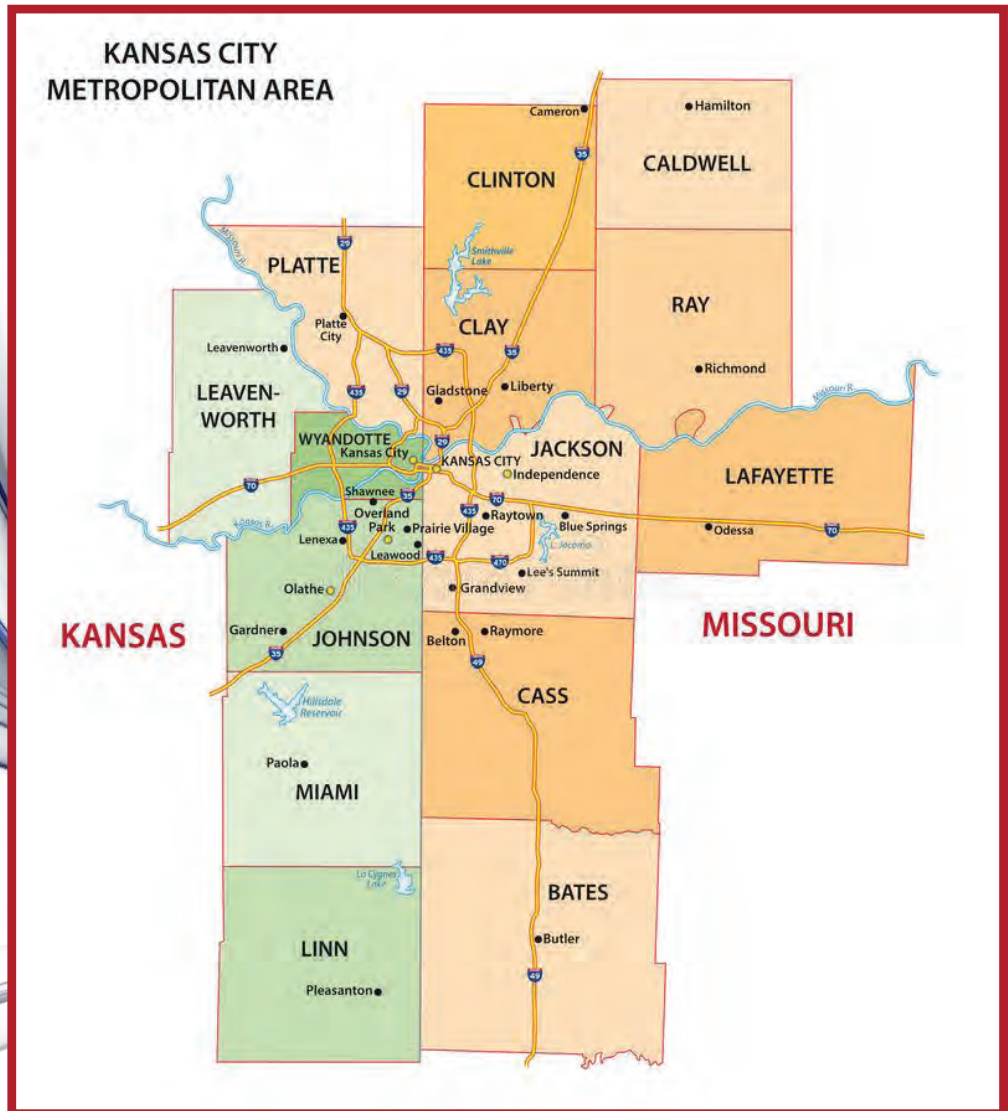 KANSAS CITY
METROPOLITAN AREA
Cameron
Hamilton
35
CALDWELL
CLINTON
Missouri R.
29
Smithville
Lake
PLATTE
RAY
Platte
City
CLAY
Leavenworth
435
35
Richmond
LEAVEN-
WORTH
435
29
Gladstone
Liberty
Missouri R.
WYANDOTTE
29
JACKSON
Kansas City
KANSAS CITY
Independence
LAFAYETTE
70
Shawnee
35
70
Kansas R.
Overland
Park
435
Raytown
Blue Springs
Odessa
70
435
Prairie Village
Lenexa
Leawood
435
470
L. Jacomo
Lee's Summit
Olathe
Grandview
KANSAS
Gardner
JOHNSON
Belton
Raymore
MISSOURI
35
49
CASS
Hillsdale
Reservoir
Paola
MIAMI
La Cygnes
Lake
BATES
LINN
Butler
49
Pleasanton